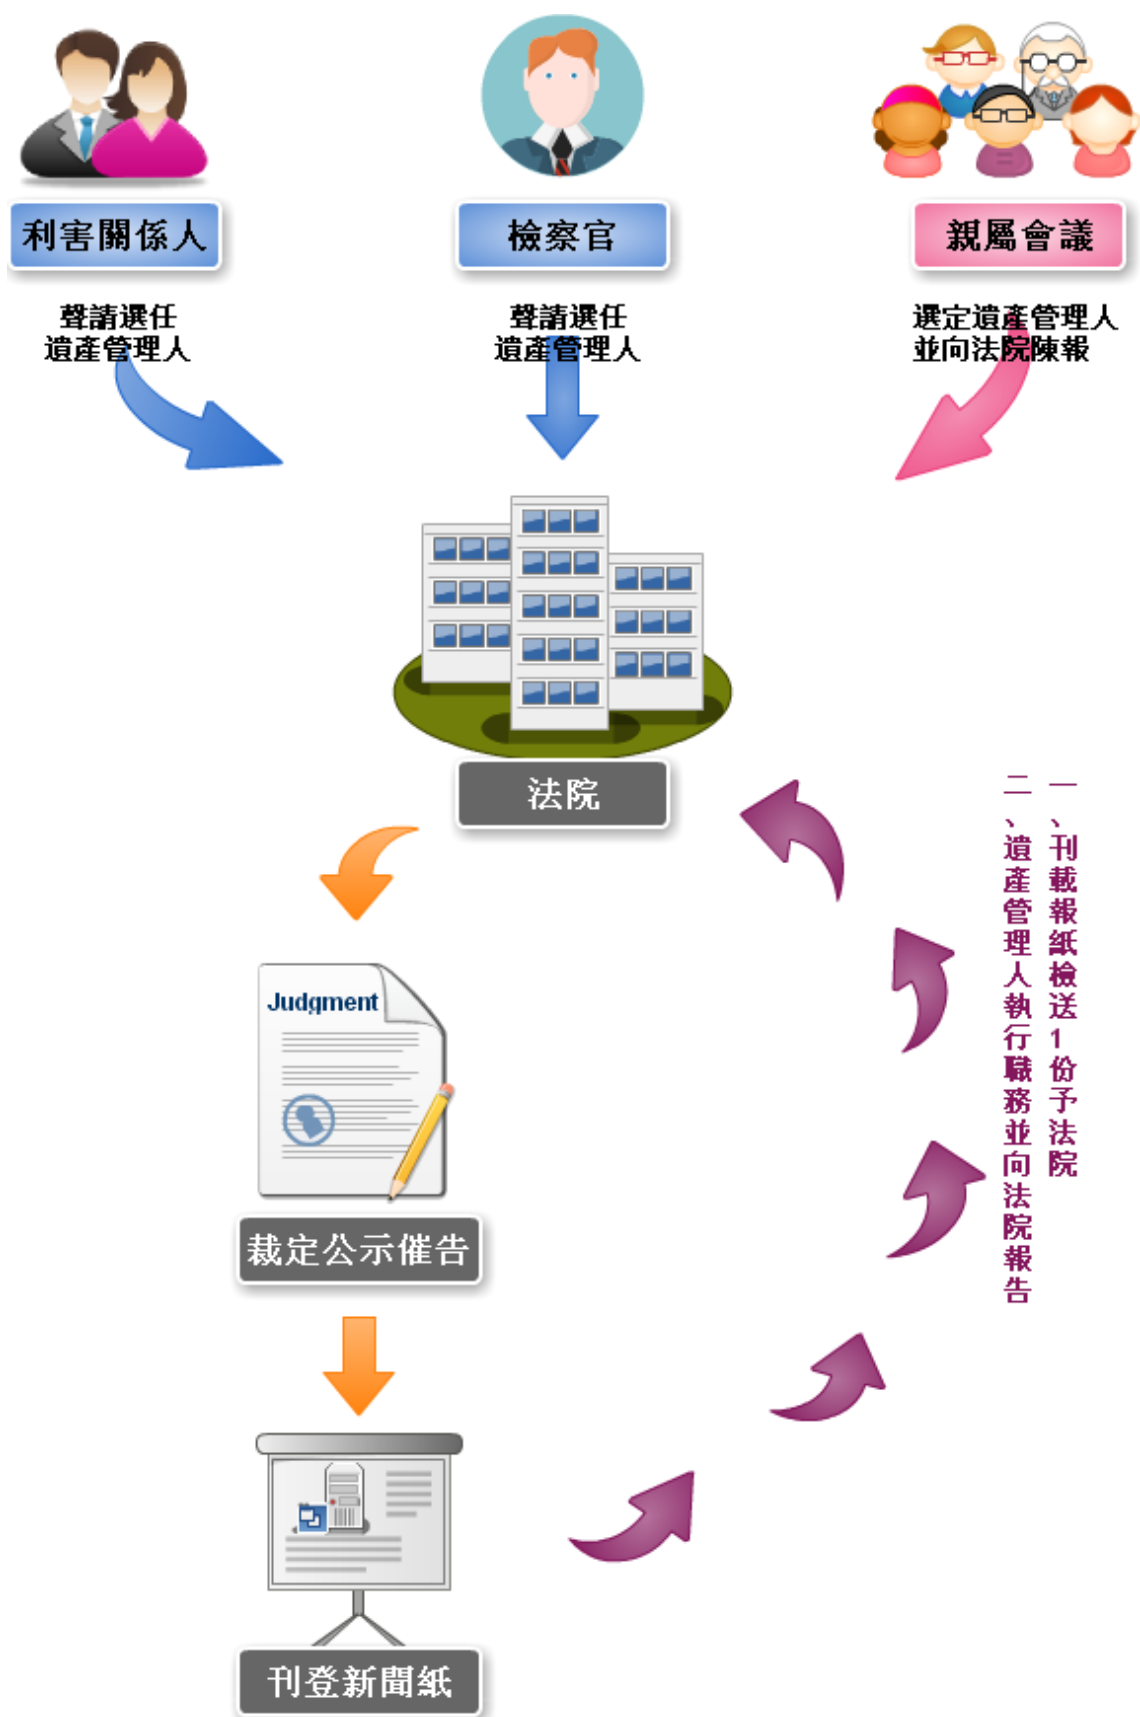 利害關係人
檢察官
親屬會議
聲請選任
遺產管理人
聲請選任
遺產管理人
選定遺產管理人
並向法院陳報
法院
一、刊載報紙檢送1份予法院
二、遺產管理人執行職務並向法院報告
Judgment
裁定公示催告
刊登新聞紙